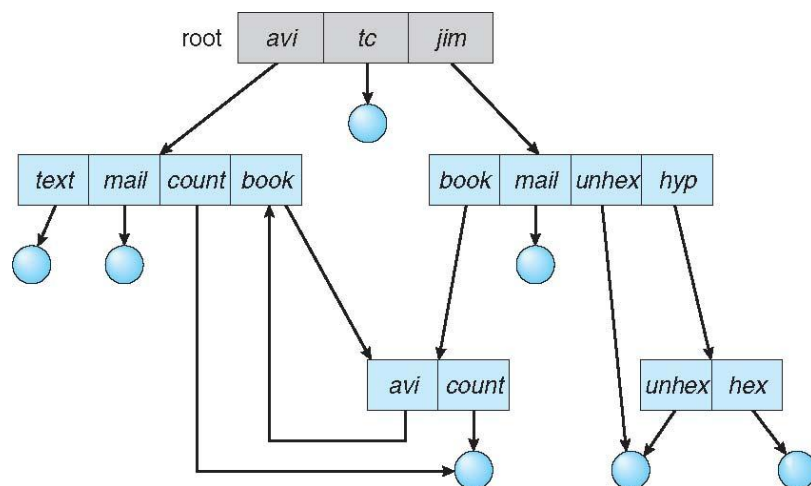 root avi tc jim
text mail count book
book mail unhex hyp
avi count
unhex hex